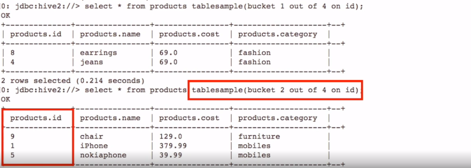 0: jdbc:hive2://> select * from products tablesample(bucket 1 out of 4 on id);
OK
+--------------+----------------+----------------+--------------------+--+
| products.id | products.name | products.cost | products.category |
+--------------+----------------+----------------+--------------------+--+
| 8 | earrings | 69.0 | fashion |
| 4 | jeans | 69.0 | fashion |
+--------------+----------------+----------------+--------------------+--+
2 rows selected (0.214 seconds)
0: jdbc:hive2://> select * from products tablesample(bucket 2 out of 4 on id)
OK
+--------------+----------------+----------------+--------------------+--+
| products.id | products.name | products.cost | products.category |
+--------------+----------------+----------------+--------------------+--+
| 9 | chair | 129.0 | furniture |
| 1 | iPhone | 379.99 | mobiles |
| 5 | nokiaphone | 39.99 | mobiles |